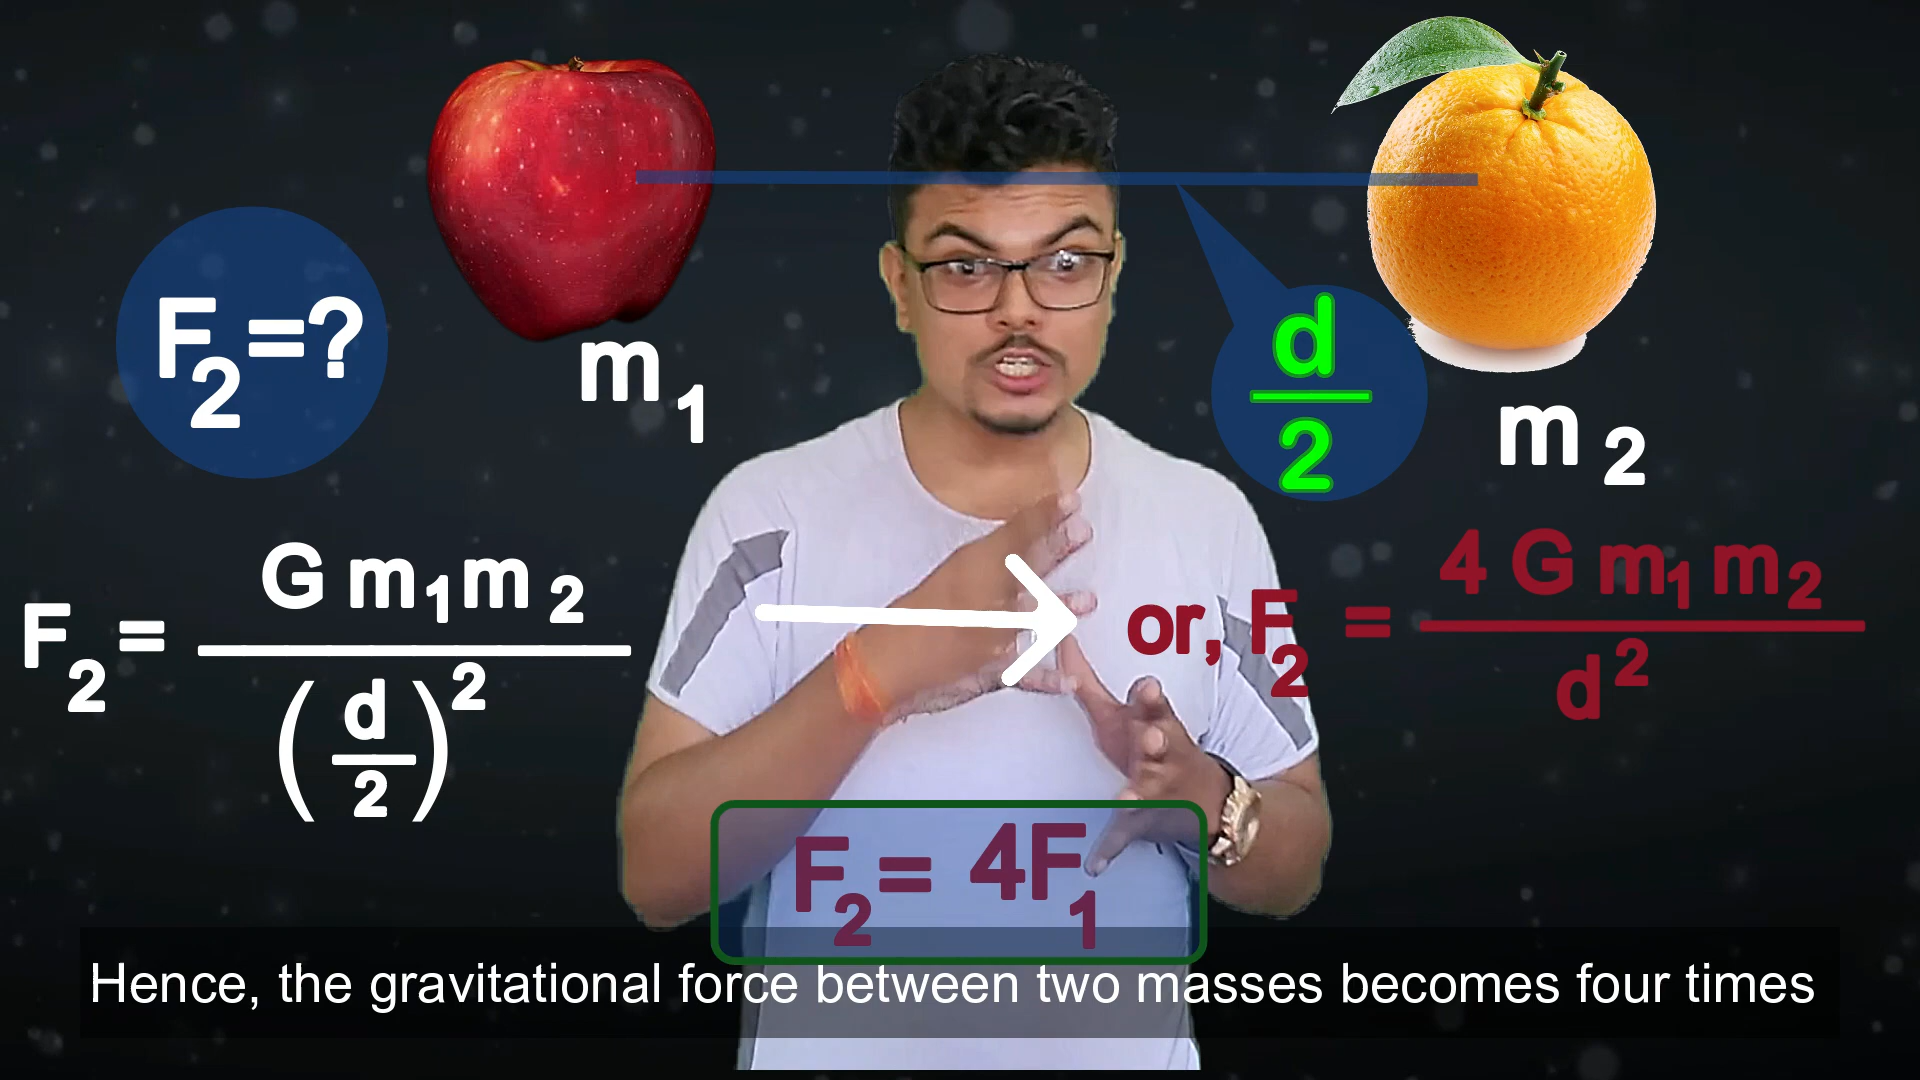 F₂=?
m₁
d/2
m₂
F₂ = G m₁m₂ / (d/2)²
or, F₂ = 4 G m₁ m₂ / d²
F₂= 4F₁
Hence, the gravitational force between two masses becomes four times